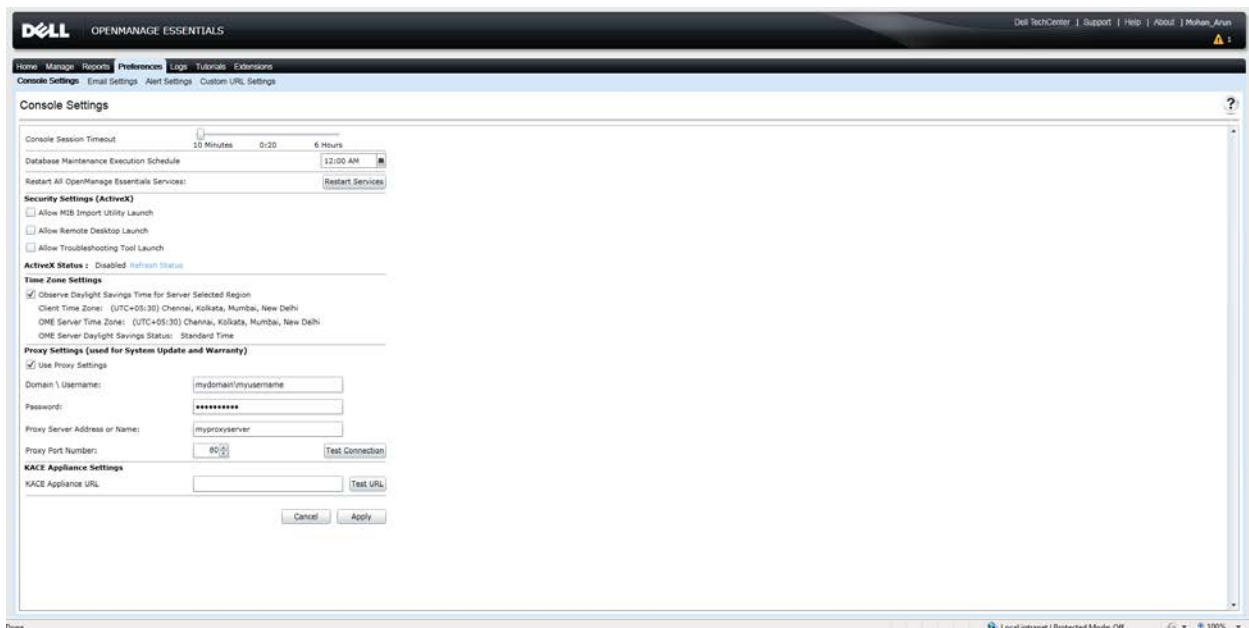 DELL OPENMANAGE ESSENTIALS
Dell TechCenter | Support | Help | About | Mohan_Arun
1
Home Manage Reports Preferences Logs Tutorials Extensions
Console Settings Email Settings Alert Settings Custom URL Settings
Console Settings
?
Console Session Timeout
10 Minutes 0:20 6 Hours
Database Maintenance Execution Schedule 12:00 AM
Restart All OpenManage Essentials Services: Restart Services
Security Settings (ActiveX)
Allow MIB Import Utility Launch
Allow Remote Desktop Launch
Allow Troubleshooting Tool Launch
ActiveX Status : Disabled Refresh Status
Time Zone Settings
Observe Daylight Savings Time for Server Selected Region
Client Time Zone: (UTC+05:30) Chennai, Kolkata, Mumbai, New Delhi
OME Server Time Zone: (UTC+05:30) Chennai, Kolkata, Mumbai, New Delhi
OME Server Daylight Savings Status: Standard Time
Proxy Settings (used for System Update and Warranty)
Use Proxy Settings
Domain \ Username: mydomain\myusername
Password: ••••••••••
Proxy Server Address or Name: myproxyserver
Proxy Port Number: 80 Test Connection
KACE Appliance Settings
KACE Appliance URL Test URL
Cancel Apply
Done
Local intranet | Protected Mode: Off 100%